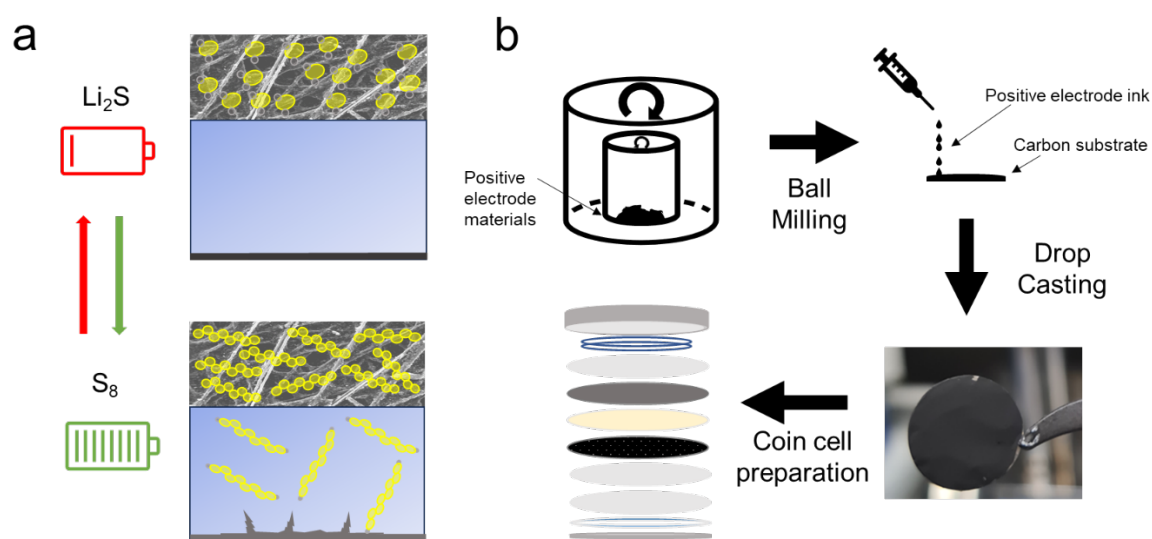 a
Li₂S
S₈
b
Positive
electrode
materials
Ball
Milling
Positive electrode ink
Carbon substrate
Drop
Casting
Coin cell
preparation